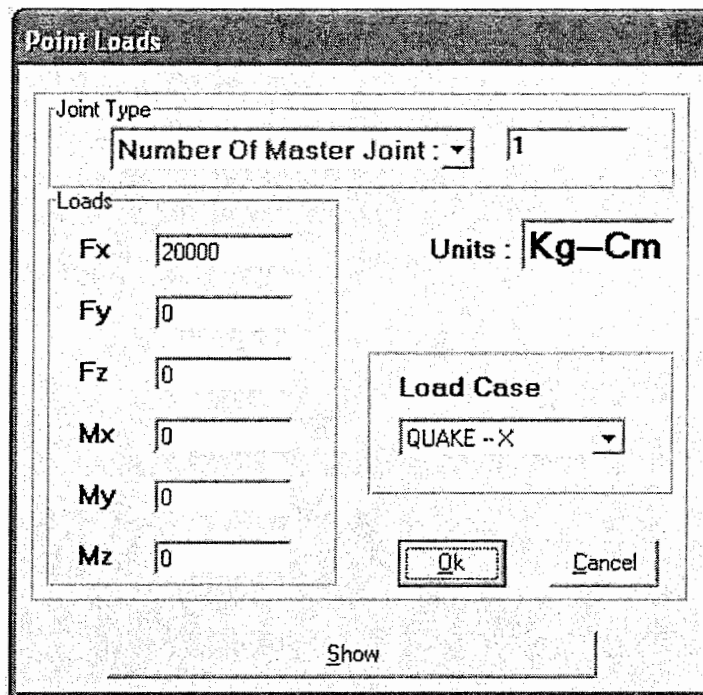 Point Loads
Joint Type
Number Of Master Joint : 1
Loads
Fx 20000
Units : Kg-Cm
Fy 0
Fz 0
Load Case
Mx 0
QUAKE --X
My 0
Mz 0
Ok Cancel
Show